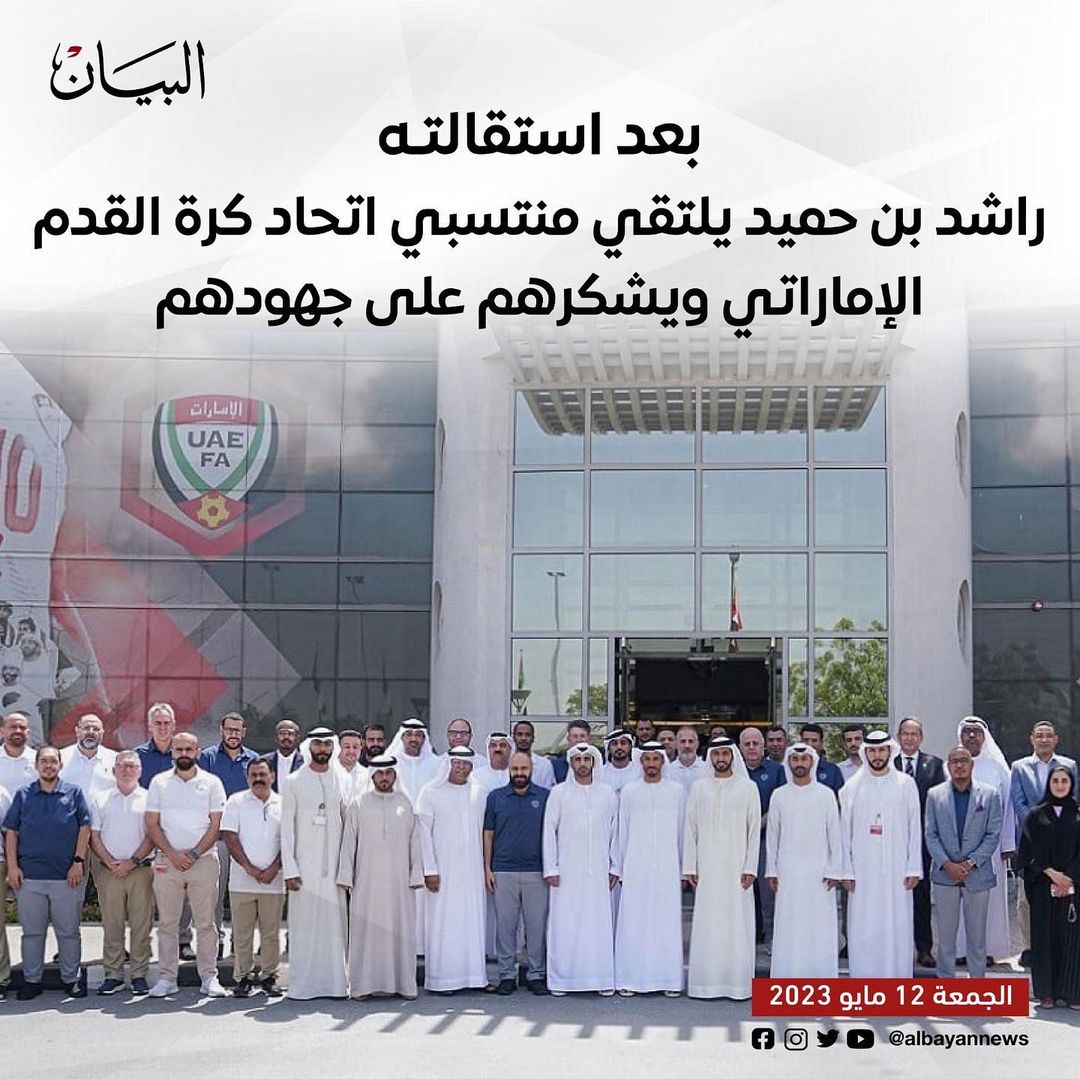 البيان
بعد استقالته
راشد بن حميد يلتقي منتسبي اتحاد كرة القدم
الإماراتي ويشكرهم على جهودهم
الإمارات
UAE
FA
الجمعة 12 مايو 2023
@albayannews